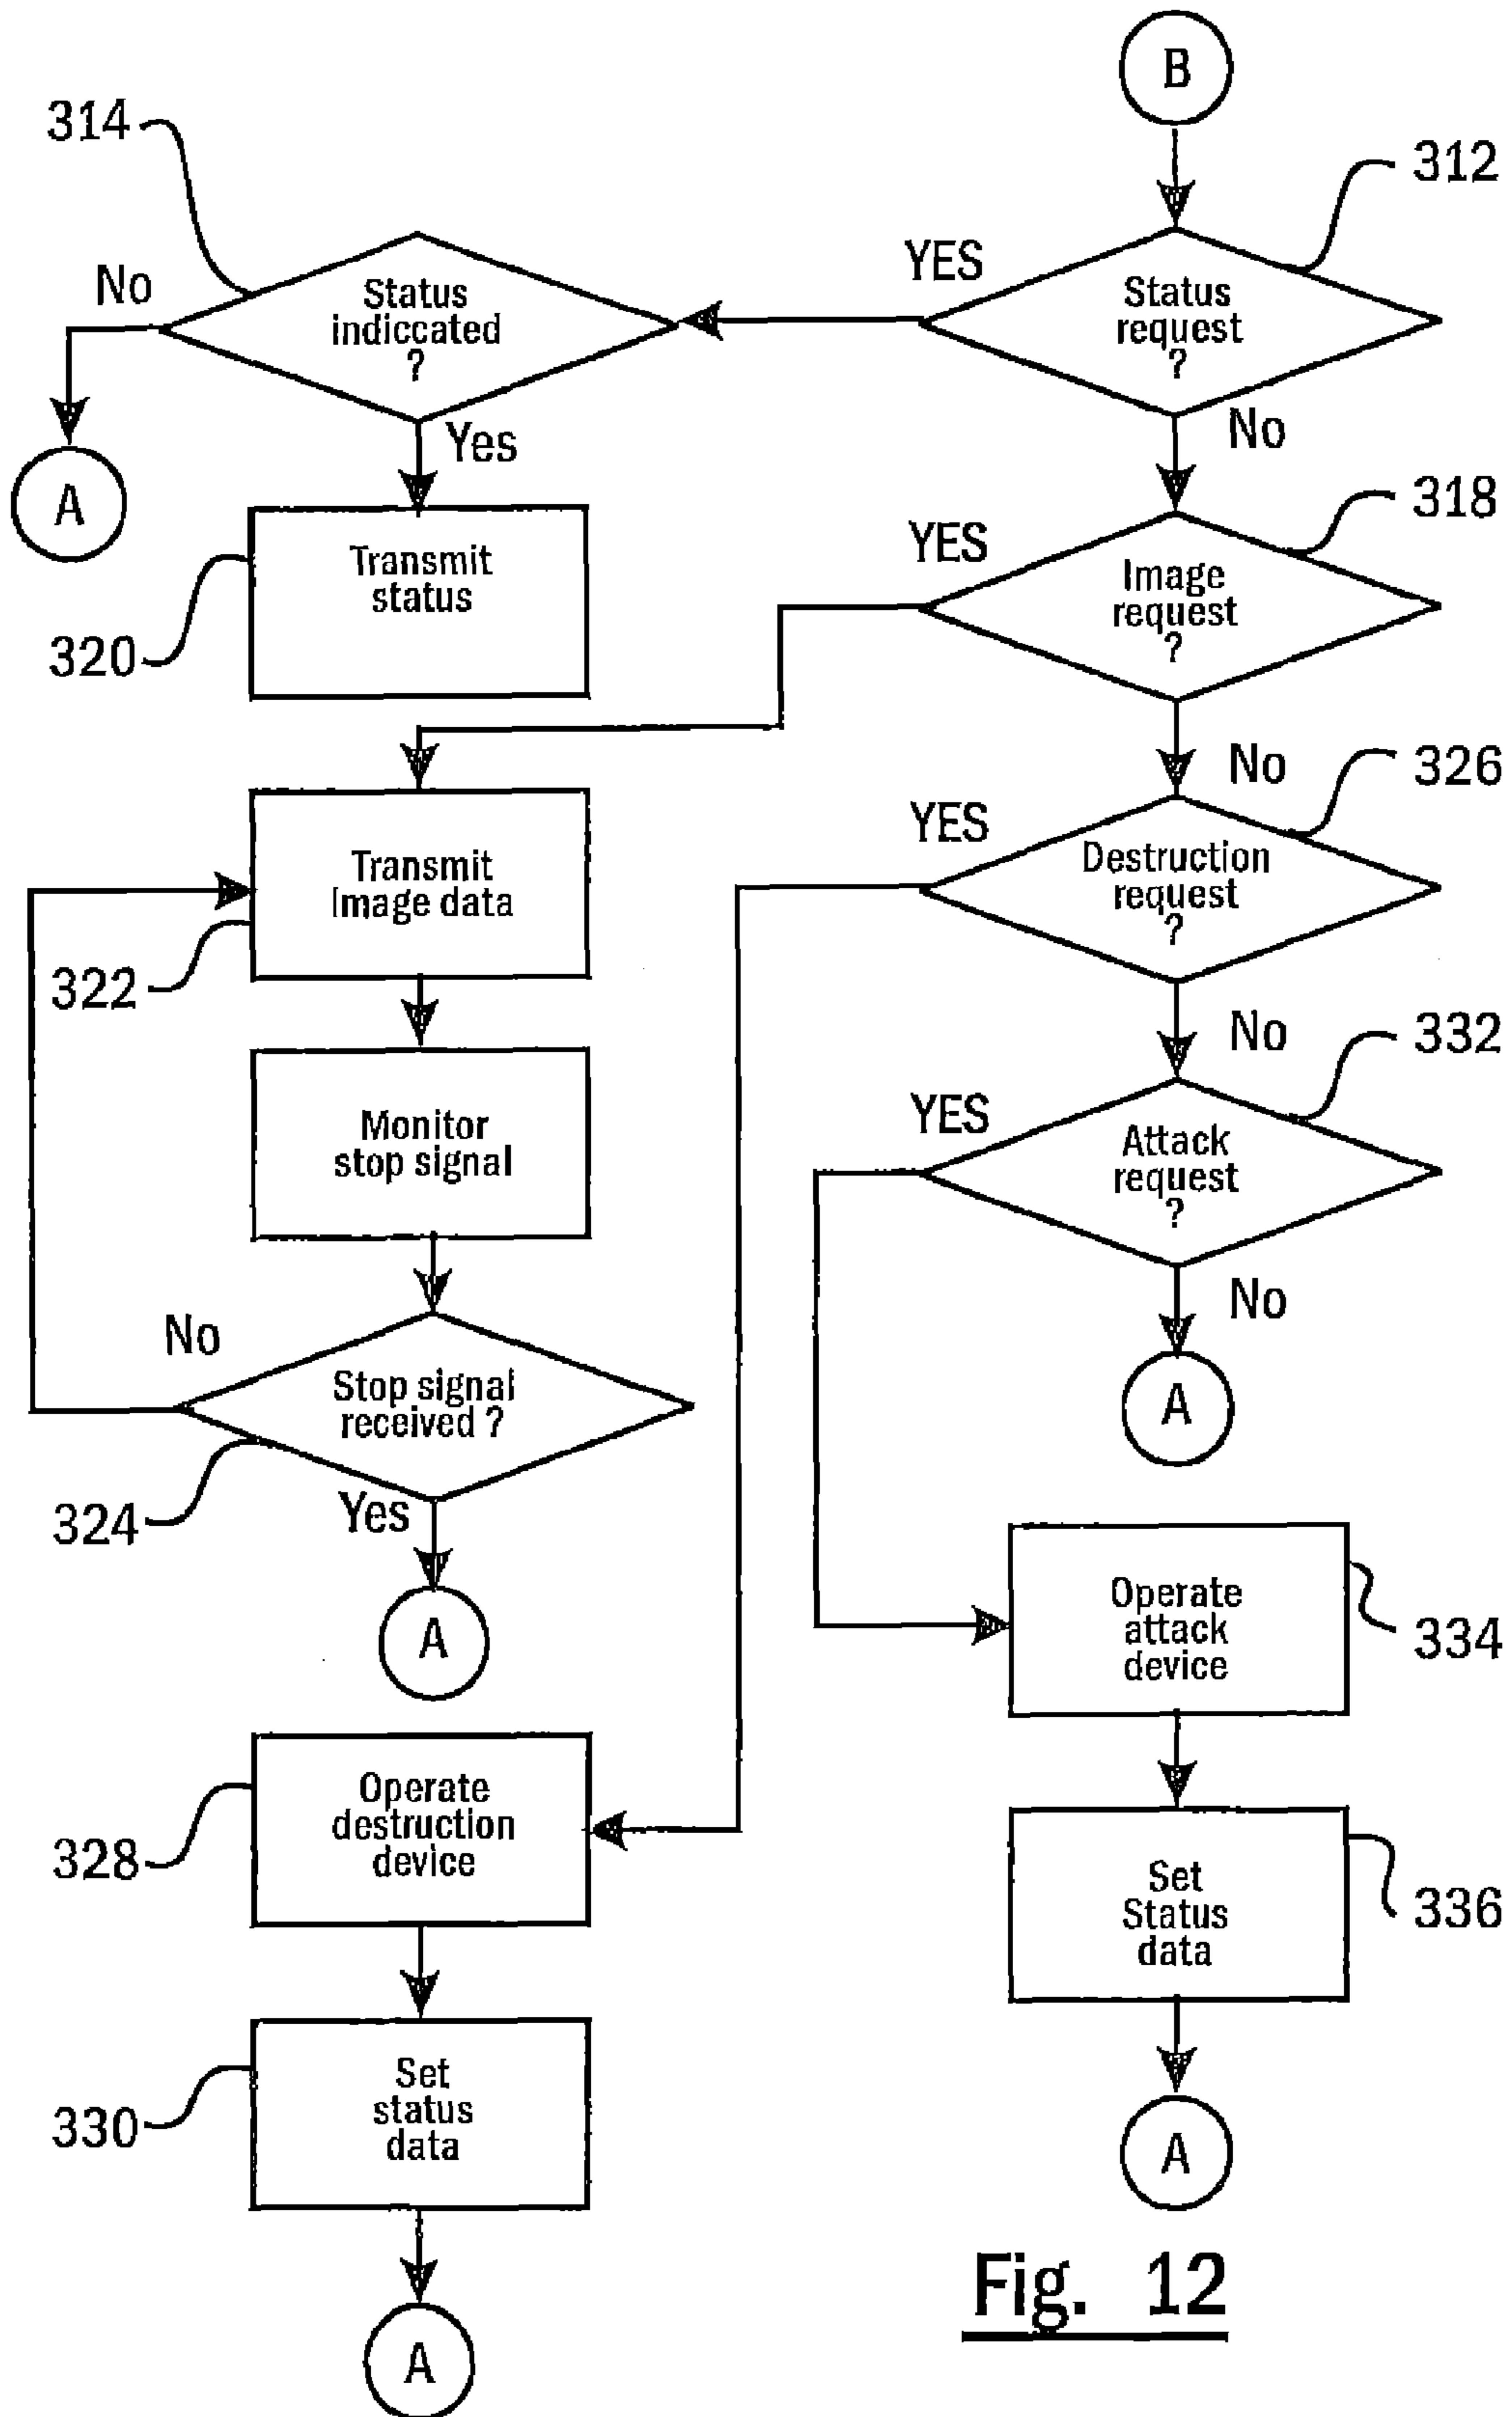 B
314
312
No
Status
indiccated
?
YES
Status
request
?
Yes
No
A
318
Transmit
status
YES
Image
request
?
320
No
326
Transmit
Image data
YES
Destruction
request
?
322
No
332
Monitor
stop signal
YES
Attack
request
?
No
No
Stop signal
received ?
A
324
Yes
A
Operate
attack
device
334
Operate
destruction
device
328
Set
Status
data
336
Set
status
data
330
A
A
Fig. 12